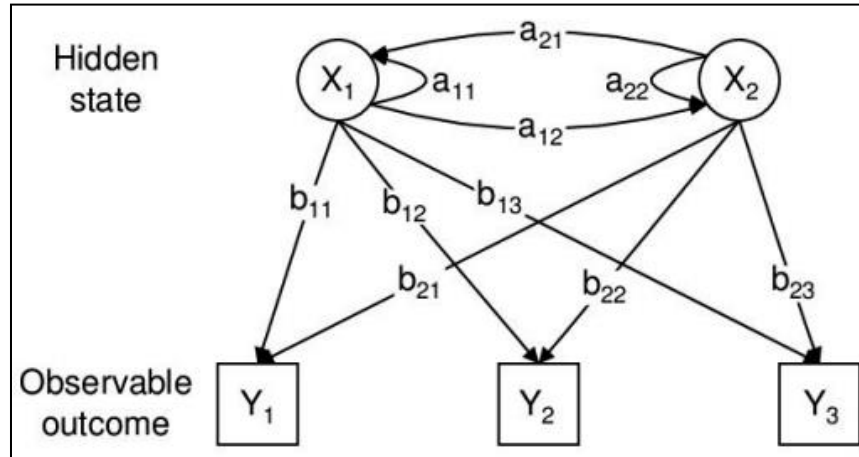 Hidden
state
X₁
X₂
a₂₁
a₁₁
a₂₂
a₁₂
b₁₁
b₁₂
b₁₃
b₂₁
b₂₂
b₂₃
Observable
outcome
Y₁
Y₂
Y₃